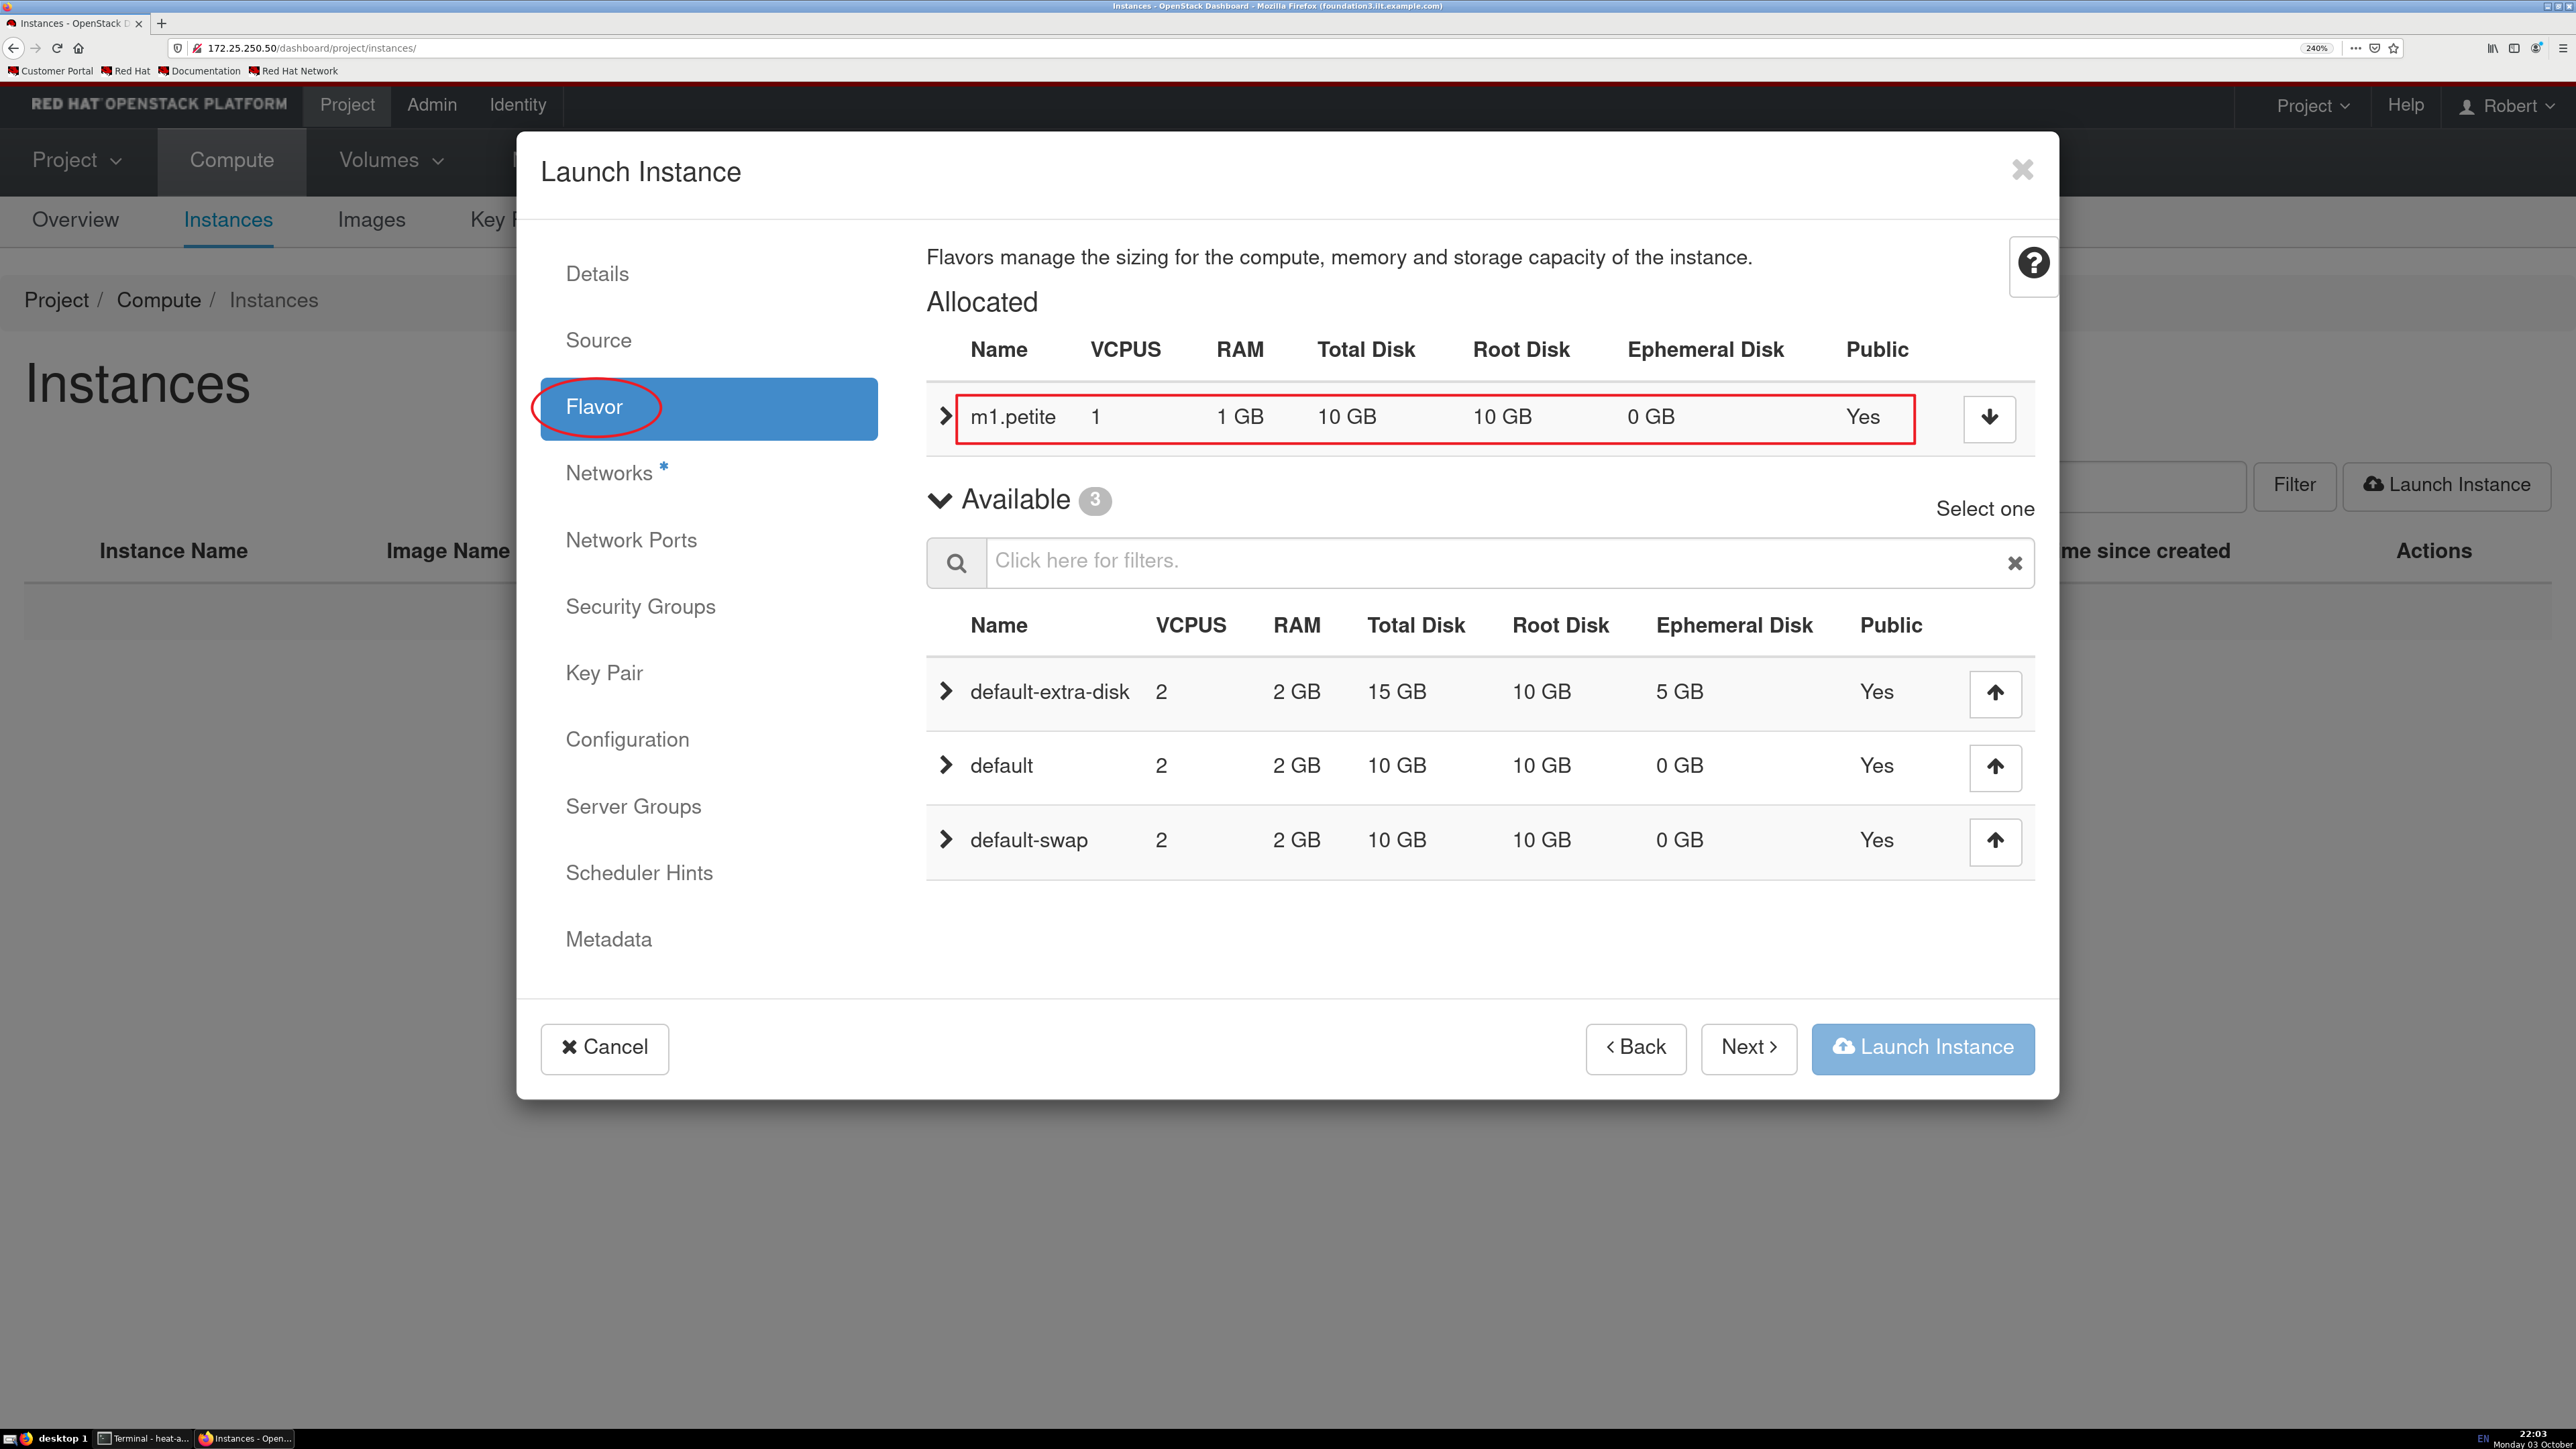 Instances - OpenStack Dashboard - Mozilla Firefox (foundation3.ilt.example.com)
Instances - OpenStack D
172.25.250.50/dashboard/project/instances/
240%
Customer Portal Red Hat Documentation Red Hat Network
RED HAT OPENSTACK PLATFORM Project Admin Identity Project Help Robert
Project Compute Volumes
Overview Instances Images Key P
Project / Compute / Instances
Instances
Filter Launch Instance
Instance Name Image Name me since created Actions
Launch Instance
Details
Source
Flavor
Networks *
Network Ports
Security Groups
Key Pair
Configuration
Server Groups
Scheduler Hints
Metadata
Flavors manage the sizing for the compute, memory and storage capacity of the instance.
Allocated
Name VCPUS RAM Total Disk Root Disk Ephemeral Disk Public
m1.petite 1 1 GB 10 GB 10 GB 0 GB Yes
Available 3
Select one
Click here for filters.
Name VCPUS RAM Total Disk Root Disk Ephemeral Disk Public
default-extra-disk 2 2 GB 15 GB 10 GB 5 GB Yes
default 2 2 GB 10 GB 10 GB 0 GB Yes
default-swap 2 2 GB 10 GB 10 GB 0 GB Yes
Cancel < Back Next > Launch Instance
desktop 1 Terminal - heat-a... Instances - Open...
EN
22:03
Monday 03 October